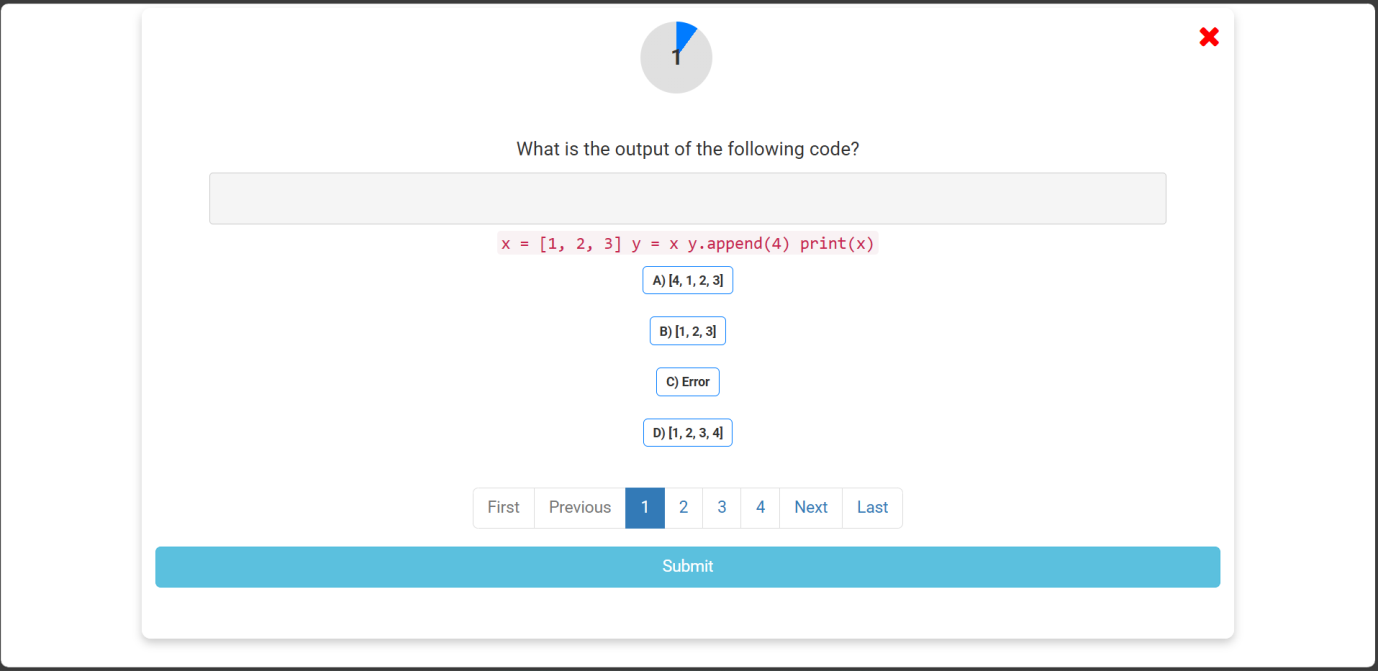 1
What is the output of the following code?
x = [1, 2, 3] y = x y.append(4) print(x)
A) [4, 1, 2, 3]
B) [1, 2, 3]
C) Error
D) [1, 2, 3, 4]
First Previous 1 2 3 4 Next Last
Submit